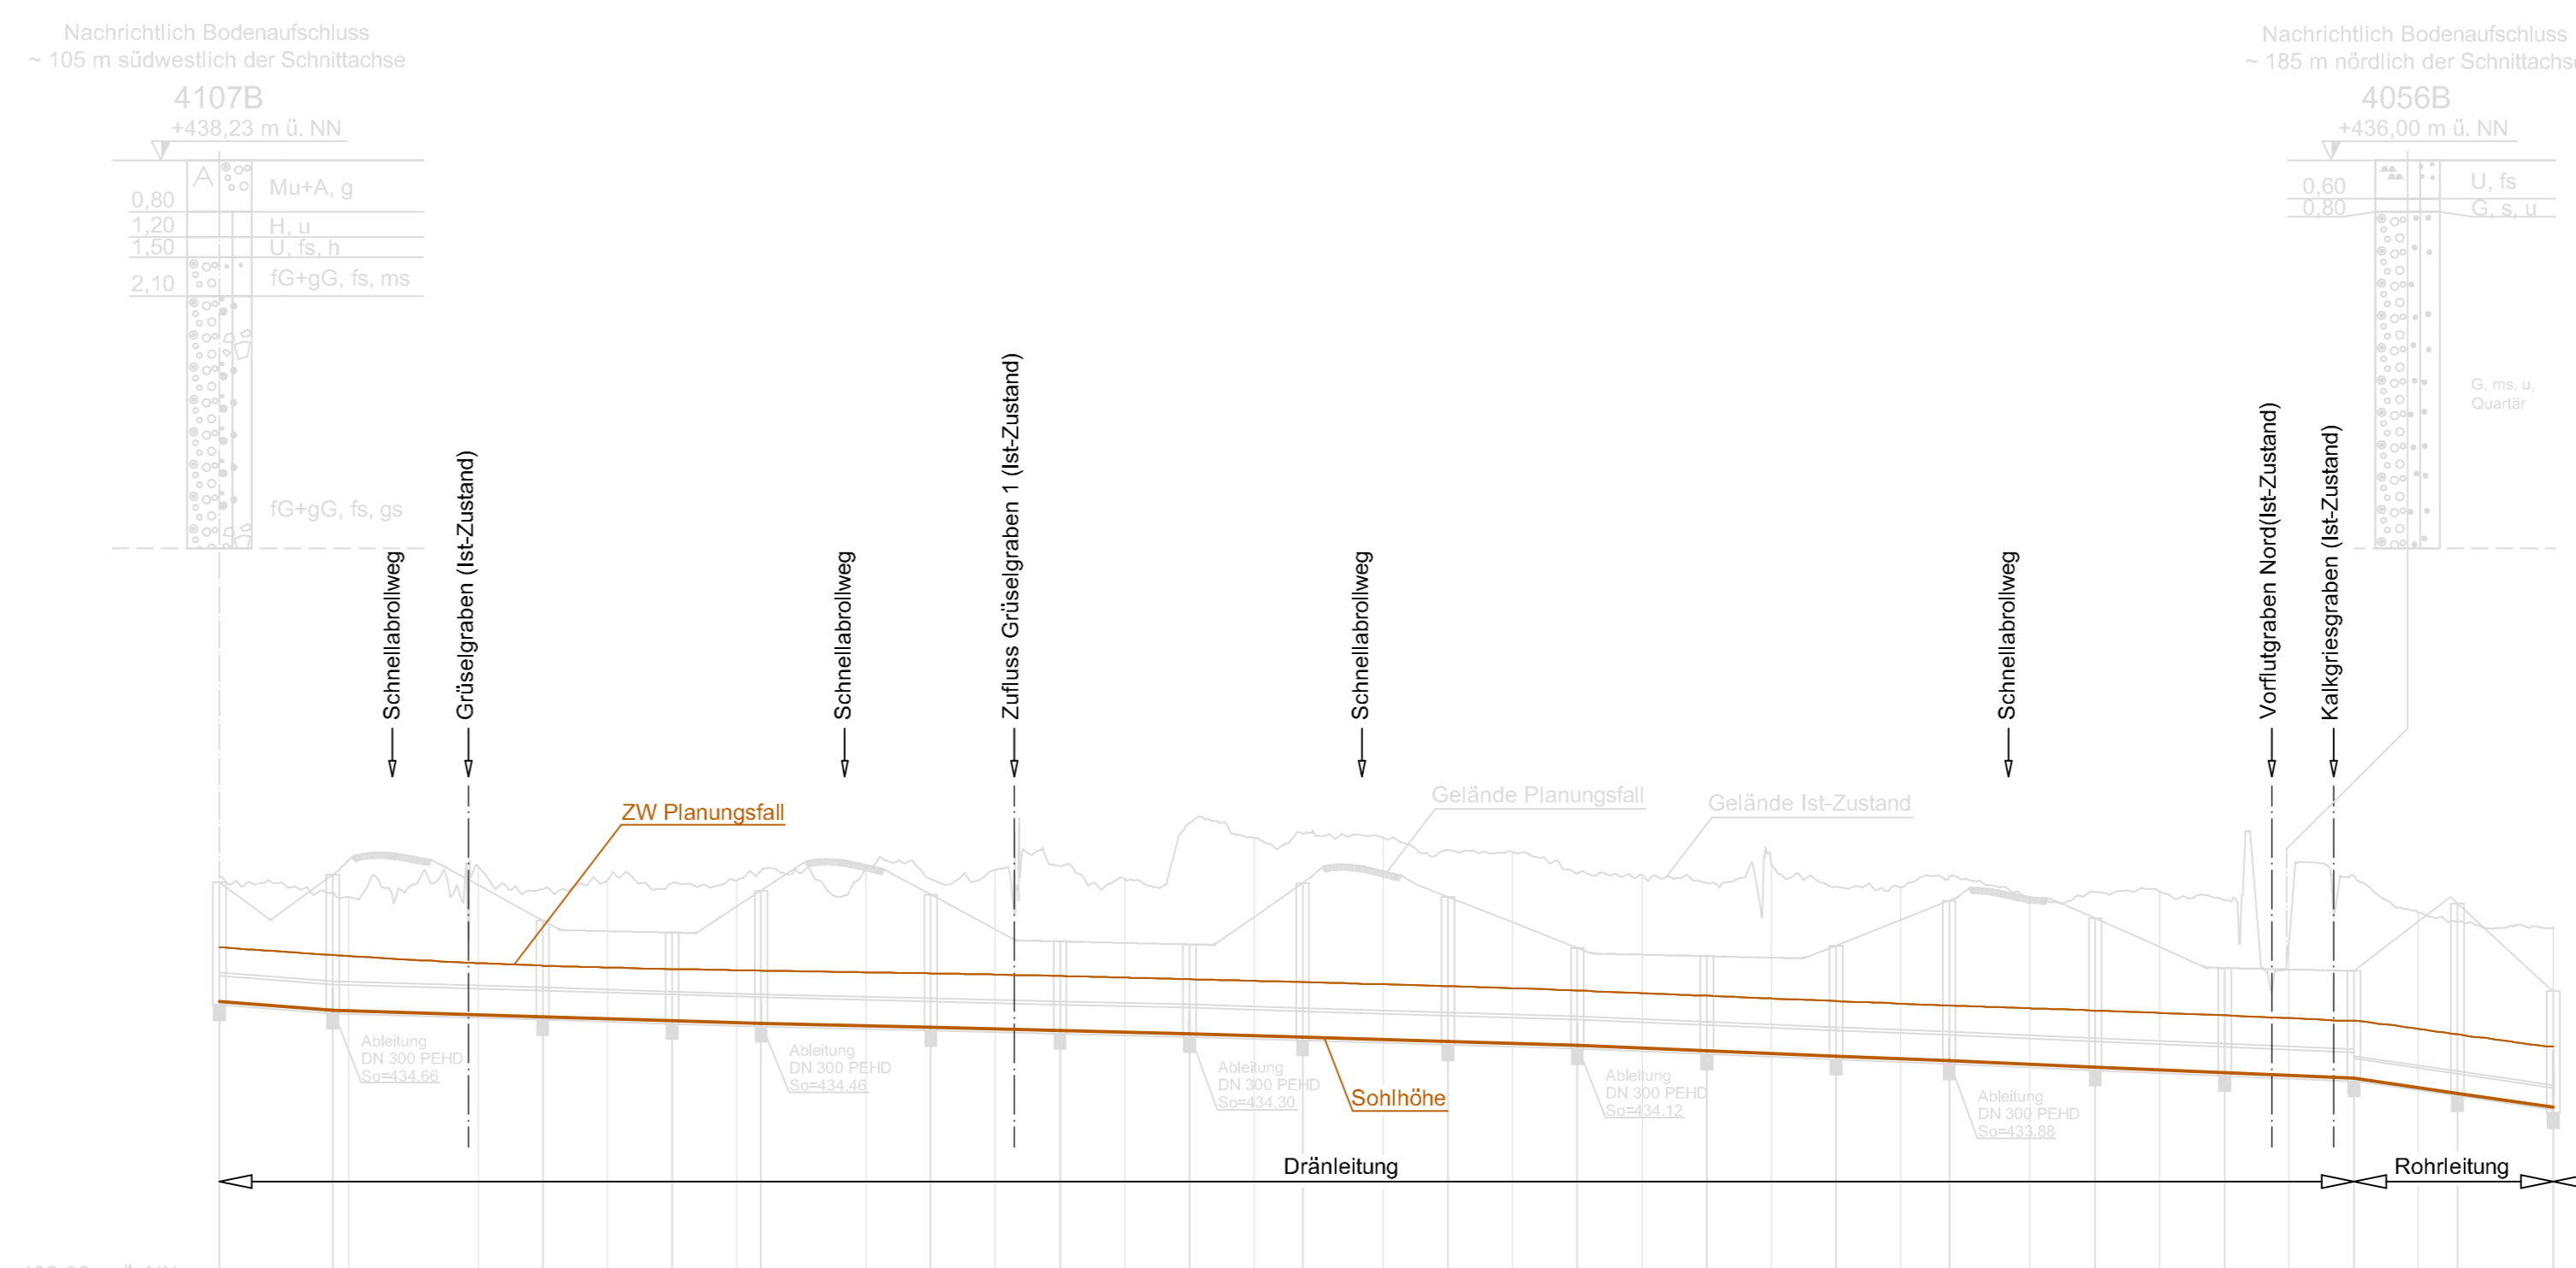 Nachrichtlich Bodenaufschluss
~ 105 m südwestlich der Schnittachse
4107B
+438,23 m ü. NN
A
Mu+A, g
0,80
1,20
H, u
1,50
U, fs, h
2,10
fG+gG, fs, ms
fG+gG, fs, gs
Nachrichtlich Bodenaufschluss
~ 185 m nördlich der Schnittachse
4056B
+436,00 m ü. NN
0,60
U, fs
0,80
G, s, u
G, ms, u,
Quartär
Schnellabrollweg
Grüselgraben (Ist-Zustand)
Schnellabrollweg
Zufluss Grüselgraben 1 (Ist-Zustand)
Schnellabrollweg
Schnellabrollweg
Vorflutgraben Nord(Ist-Zustand)
Kalkgriesgraben (Ist-Zustand)
ZW Planungsfall
Gelände Planungsfall
Gelände Ist-Zustand
Ableitung
DN 300 PEHD
So=434.66
Ableitung
DN 300 PEHD
So=434.46
Ableitung
DN 300 PEHD
So=434.30
Sohlhöhe
Ableitung
DN 300 PEHD
So=434.12
Ableitung
DN 300 PEHD
So=433.88
Dränleitung
Rohrleitung